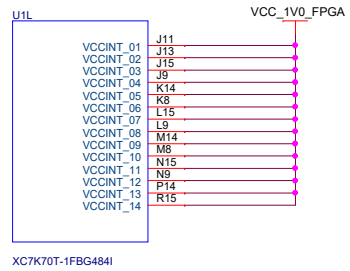 U1L
VCC_1V0_FPGA
VCCINT_01 J11
VCCINT_02 J13
VCCINT_03 J15
VCCINT_04 J9
VCCINT_05 K14
VCCINT_06 K8
VCCINT_07 L15
VCCINT_08 L9
VCCINT_09 M14
VCCINT_10 M8
VCCINT_11 N15
VCCINT_12 N9
VCCINT_13 P14
VCCINT_14 R15
XC7K70T-1FBG484I